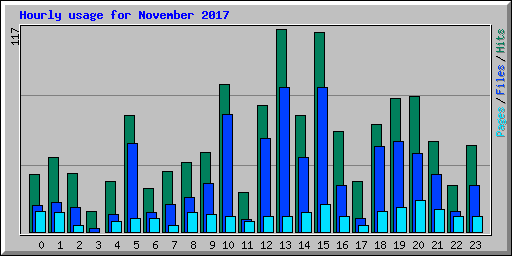 Hourly usage for November 2017
117
Pages/Files/Hits
0 1 2 3 4 5 6 7 8 9 10 11 12 13 14 15 16 17 18 19 20 21 22 23